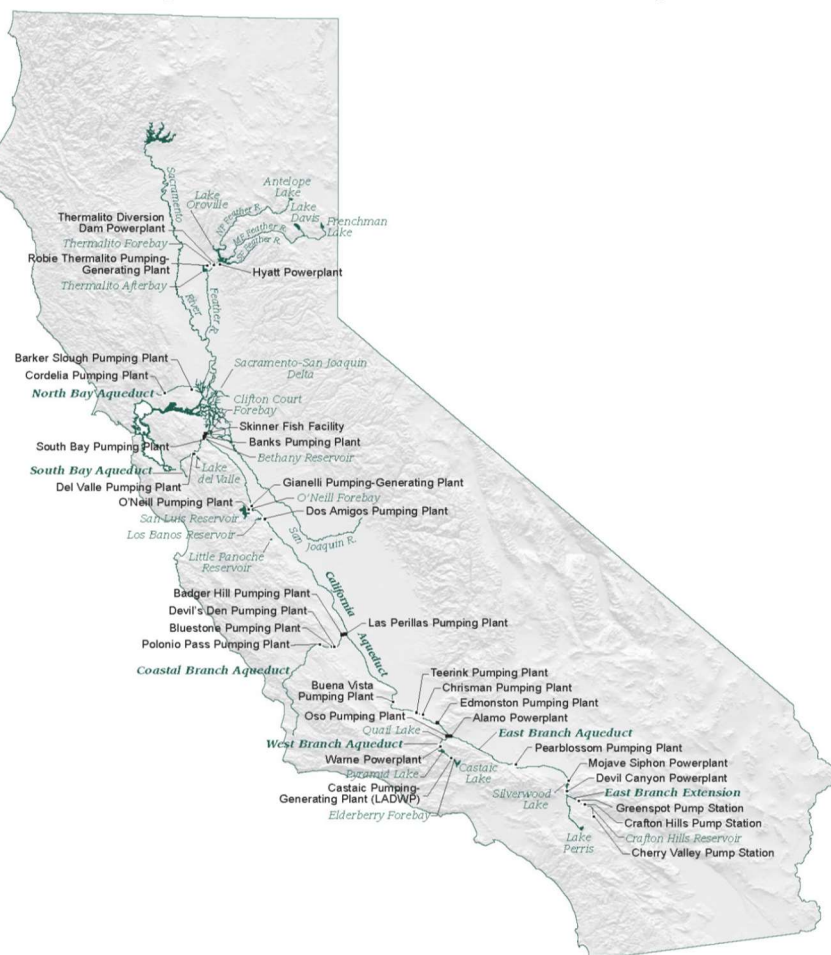 Sacramento
River
Lake
Oroville
Antelope
Lake
Lake
Davis
Frenchman
Lake
NF Feather R.
MF Feather R.
SF Feather R.
Thermalito Diversion
Dam Powerplant
Thermalito Forebay
Robie Thermalito Pumping-
Generating Plant
Thermalito Afterbay
Hyatt Powerplant
Feather R.
Barker Slough Pumping Plant
Cordelia Pumping Plant
North Bay Aqueduct
Sacramento-San Joaquin
Delta
Clifton Court
Forebay
Skinner Fish Facility
Banks Pumping Plant
Bethany Reservoir
South Bay Pumping Plant
South Bay Aqueduct
Lake
del Valle
Del Valle Pumping Plant
Gianelli Pumping-Generating Plant
O'Neill Pumping Plant
O'Neill Forebay
Dos Amigos Pumping Plant
San Luis Reservoir
Los Banos Reservoir
San
Joaquin R.
Little Panoche
Reservoir
California
Aqueduct
Badger Hill Pumping Plant
Devil's Den Pumping Plant
Bluestone Pumping Plant
Polonio Pass Pumping Plant
Las Perillas Pumping Plant
Coastal Branch Aqueduct
Buena Vista
Pumping Plant
Teerink Pumping Plant
Chrisman Pumping Plant
Edmonston Pumping Plant
Oso Pumping Plant
Alamo Powerplant
Quail Lake
East Branch Aqueduct
West Branch Aqueduct
Pearblossom Pumping Plant
Warne Powerplant
Mojave Siphon Powerplant
Pyramid Lake
Castaic
Lake
Devil Canyon Powerplant
Castaic Pumping-
Generating Plant (LADWP)
Silverwood
Lake
East Branch Extension
Elderberry Forebay
Greenspot Pump Station
Crafton Hills Pump Station
Lake
Perris
Crafton Hills Reservoir
Cherry Valley Pump Station